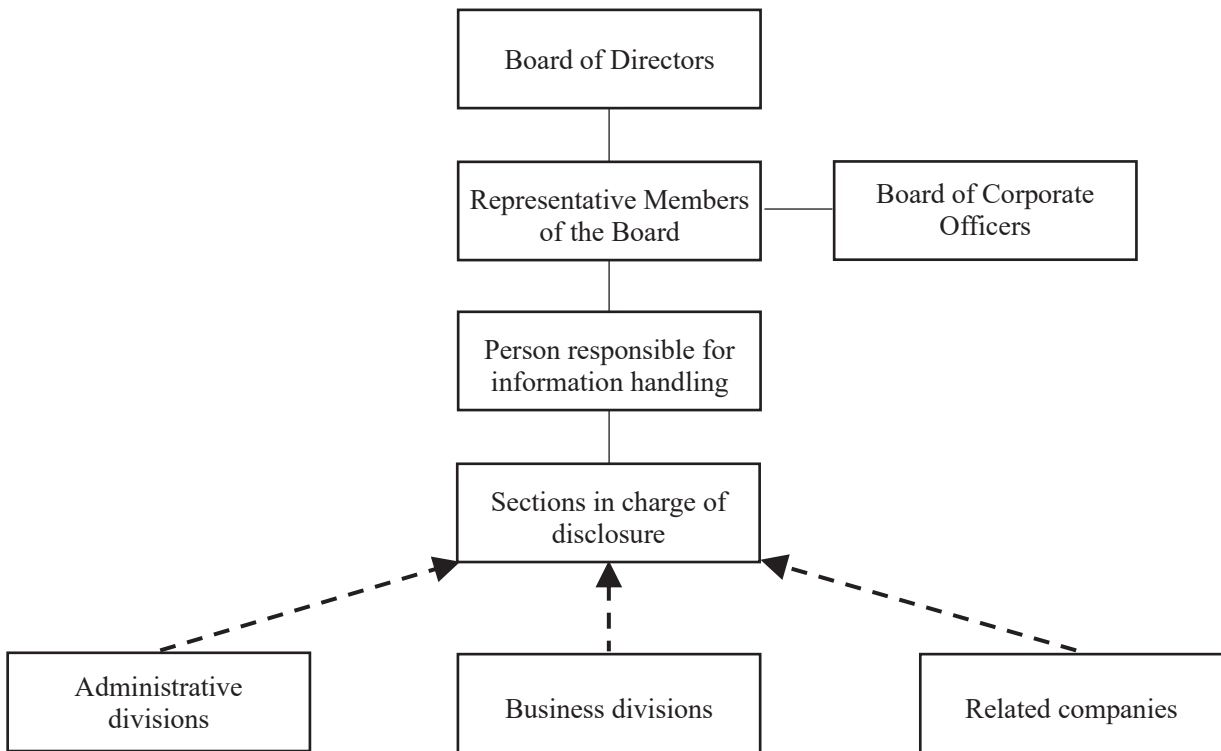 Board of Directors
Representative Members
of the Board
Board of Corporate
Officers
Person responsible for
information handling
Sections in charge of
disclosure
Administrative
divisions
Business divisions
Related companies